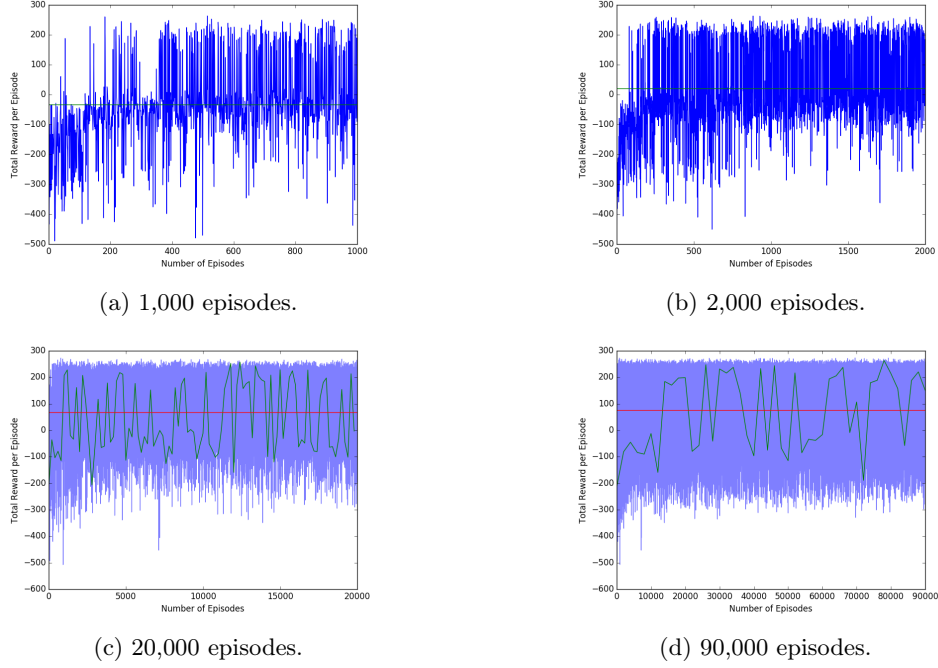 300
200
100
0
−100
−200
−300
−400
−500
Total Reward per Episode
0 200 400 600 800 1000
Number of Episodes
(a) 1,000 episodes.
300
200
100
0
−100
−200
−300
−400
−500
Total Reward per Episode
0 500 1000 1500 2000
Number of Episodes
(b) 2,000 episodes.
300
200
100
0
−100
−200
−300
−400
−500
−600
Total Reward per Episode
0 5000 10000 15000 20000
Number of Episodes
(c) 20,000 episodes.
300
200
100
0
−100
−200
−300
−400
−500
−600
Total Reward per Episode
0 10000 20000 30000 40000 50000 60000 70000 80000 90000
Number of Episodes
(d) 90,000 episodes.